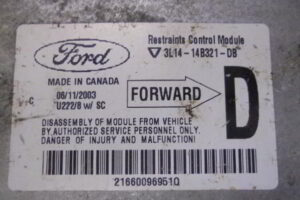 Restraints Control Module
Ford
3L14-14B321-DB
MADE IN CANADA
06/11/2003
C U222/8 w/ SC
FORWARD
D
DISASSEMBLY OF MODULE FROM VEHICLE
BY AUTHORIZED SERVICE PERSONNEL ONLY.
DANGER OF INJURY AND MALFUNCTION!
21660096951Q